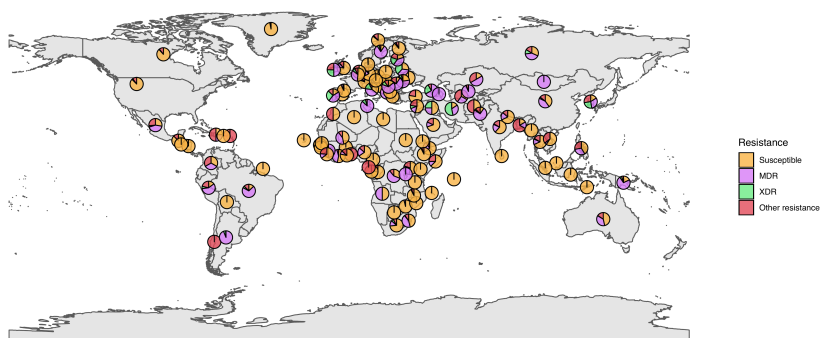 Resistance
Susceptible
MDR
XDR
Other resistance